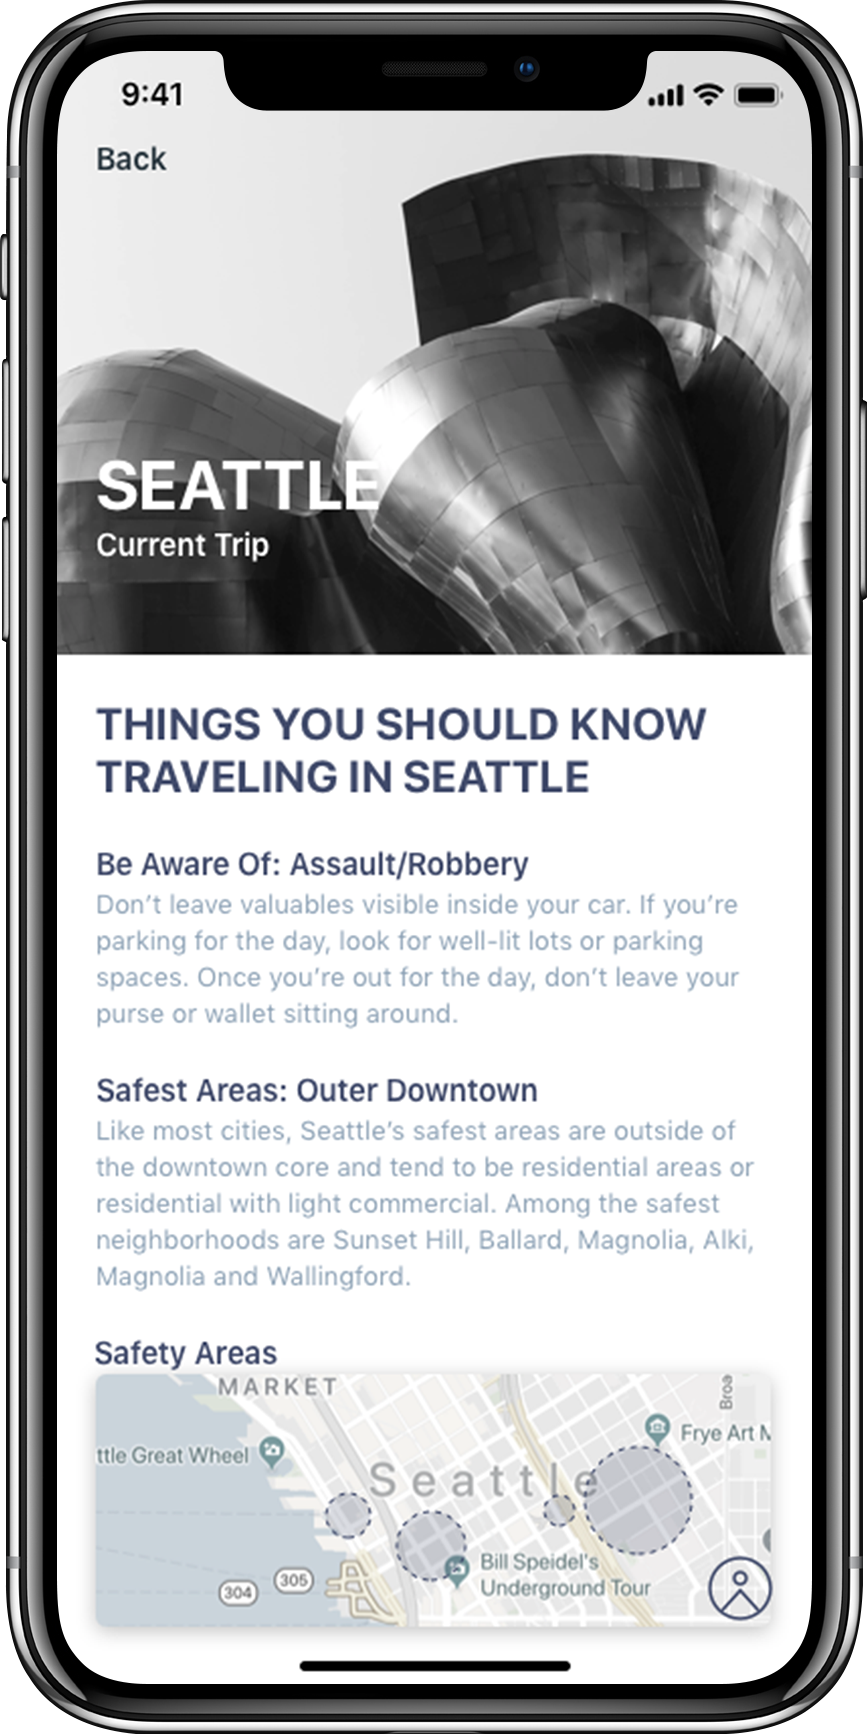 9:41
Back
SEATTLE
Current Trip
THINGS YOU SHOULD KNOW
TRAVELING IN SEATTLE
Be Aware Of: Assault/Robbery
Don’t leave valuables visible inside your car. If you’re
parking for the day, look for well-lit lots or parking
spaces. Once you’re out for the day, don’t leave your
purse or wallet sitting around.
Safest Areas: Outer Downtown
Like most cities, Seattle’s safest areas are outside of
the downtown core and tend to be residential areas or
residential with light commercial. Among the safest
neighborhoods are Sunset Hill, Ballard, Magnolia, Alki,
Magnolia and Wallingford.
Safety Areas
MARKET
Broa
Frye Art M
ttle Great Wheel
Seattle
Bill Speidel's
Underground Tour
305
304